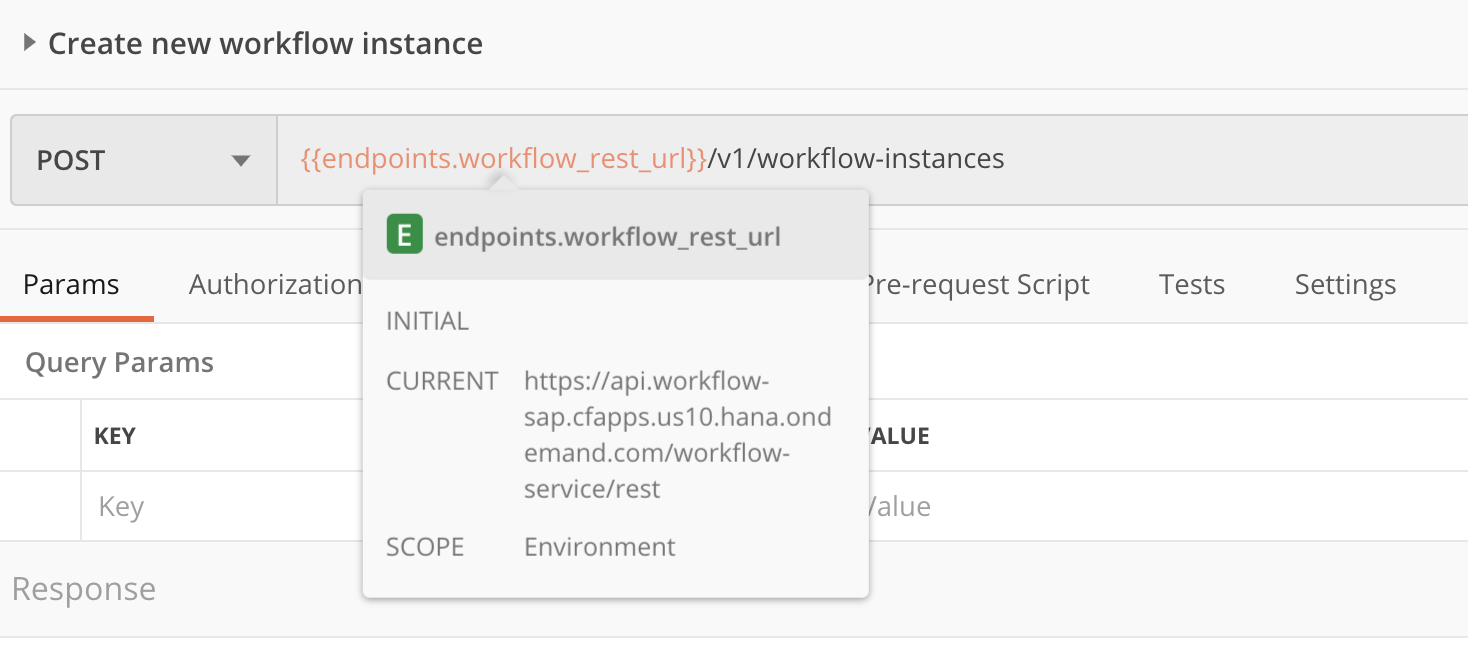 Create new workflow instance
POST
{{endpoints.workflow_rest_url}}/v1/workflow-instances
E endpoints.workflow_rest_url
Params Authorization Pre-request Script Tests Settings
INITIAL
Query Params
CURRENT https://api.workflow-
sap.cfapps.us10.hana.ond
emand.com/workflow-
service/rest
KEY VALUE
Key Value
SCOPE Environment
Response